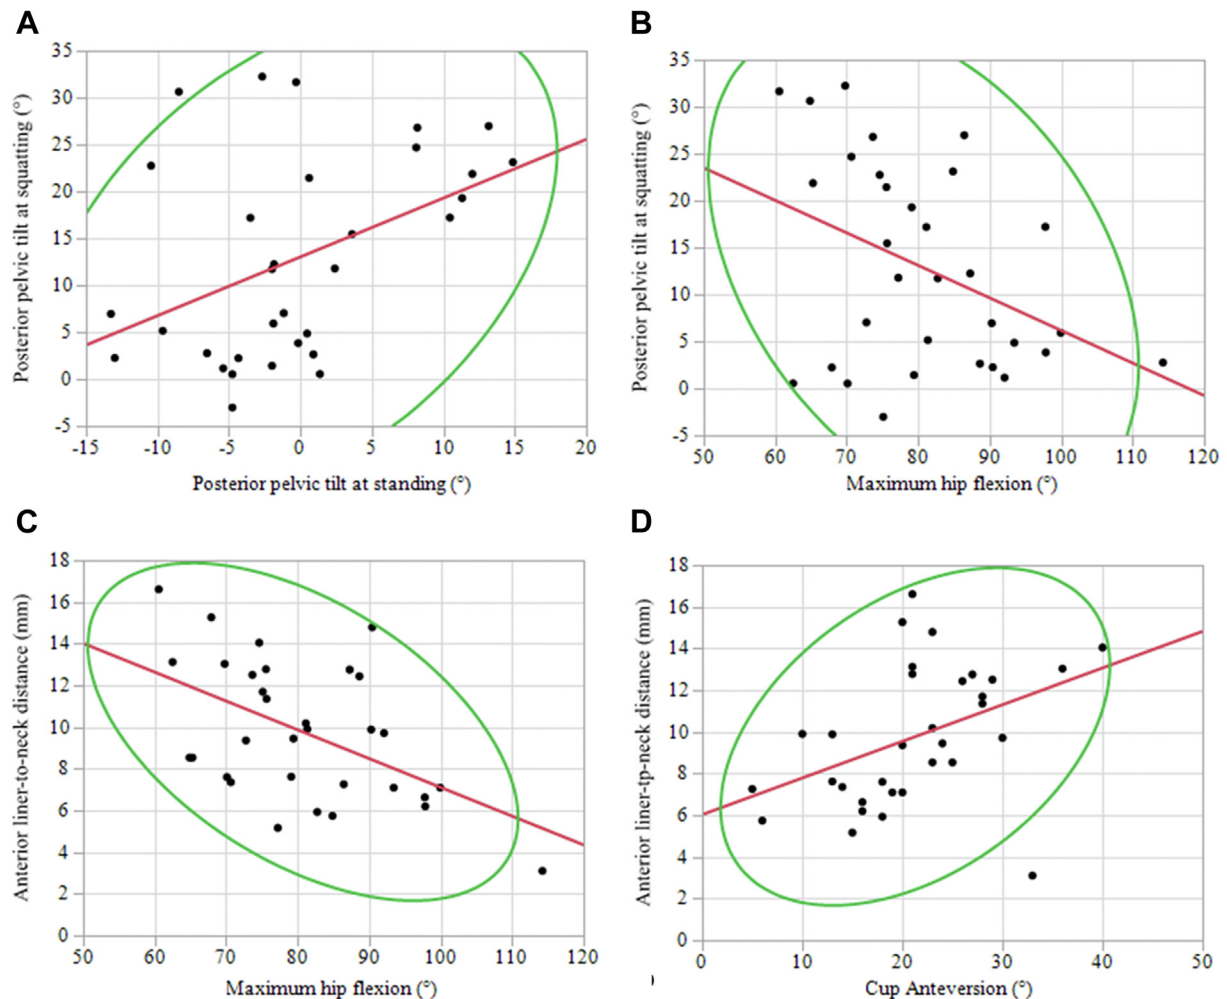 A
35
30
25
20
15
10
5
0
-5
-15 -10 -5 0 5 10 15 20
Posterior pelvic tilt at squatting (°)
Posterior pelvic tilt at standing (°)
B
35
30
25
20
15
10
5
0
-5
50 60 70 80 90 100 110 120
Posterior pelvic tilt at squatting (°)
Maximum hip flexion (°)
C
18
16
14
12
10
8
6
4
2
0
50 60 70 80 90 100 110 120
Anterior liner-to-neck distance (mm)
Maximum hip flexion (°)
D
18
16
14
12
10
8
6
4
2
0
0 10 20 30 40 50
Anterior liner-tp-neck distance (mm)
Cup Anteversion (°)